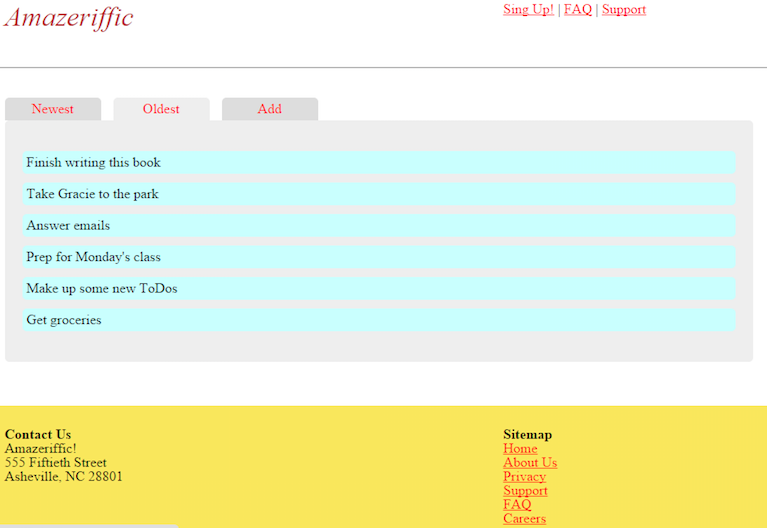 Amazeriffic
Sing Up! | FAQ | Support
Newest Oldest Add
Finish writing this book
Take Gracie to the park
Answer emails
Prep for Monday's class
Make up some new ToDos
Get groceries
Contact Us
Amazeriffic!
555 Fiftieth Street
Asheville, NC 28801
Sitemap
Home
About Us
Privacy
Support
FAQ
Careers